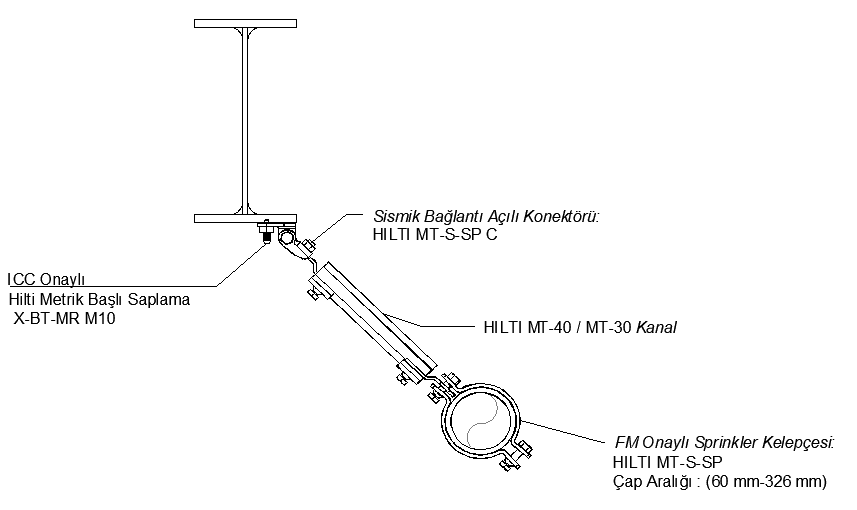 Sismik Bağlantı Açılı Konektörü:
HILTI MT-S-SP C
ICC Onaylı
Hilti Metrik Başlı Saplama
X-BT-MR M10
HILTI MT-40 / MT-30 Kanal
FM Onaylı Sprinkler Kelepçesi:
HILTI MT-S-SP
Çap Aralığı : (60 mm-326 mm)